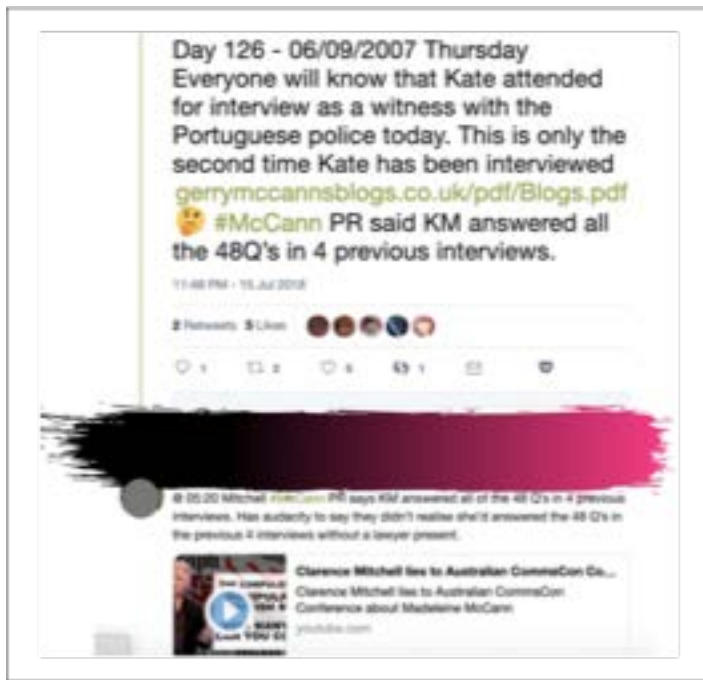 Day 126 - 06/09/2007 Thursday
Everyone will know that Kate attended
for interview as a witness with the
Portuguese police today. This is only the
second time Kate has been interviewed
gerrymccannsblogs.co.uk/pdf/Blogs.pdf
🤔 #McCann PR said KM answered all
the 48Q's in 4 previous interviews.
11:48 PM - 15 Jul 2018
2 Retweets 5 Likes
1 2 5 1
@ 05:20 Mitchell #McCann PR says KM answered all of the 48 Q's in 4 previous
interviews. Has audacity to say they didn't realise she'd answered the 48 Q's in
the previous 4 interviews without a lawyer present.
Clarence Mitchell lies to Australian CommsCon Co...
Clarence Mitchell lies to Australian CommsCon
Conference about Madeleine McCann
youtube.com